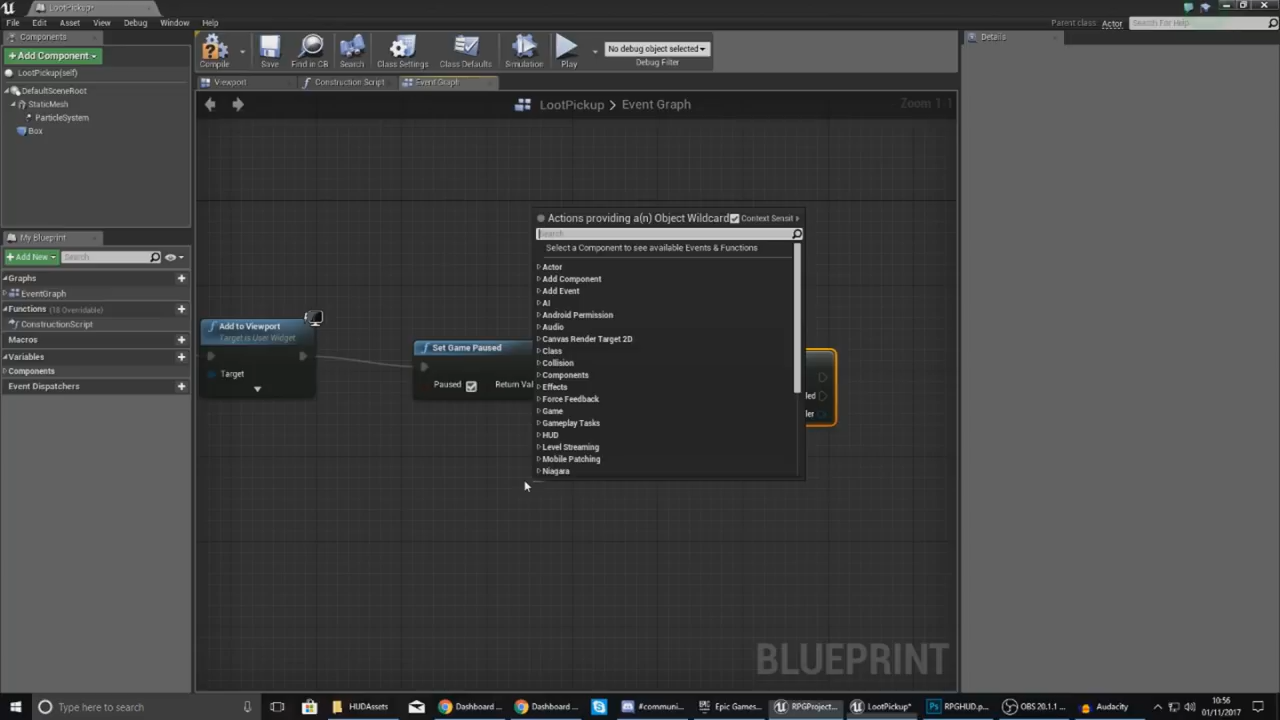 LootPickup*
File Edit Asset View Debug Window Help
Parent class: Actor
Search For Help
Components
+Add Component
LootPickup(self)
DefaultSceneRoot
StaticMesh
ParticleSystem
Box
My Blueprint
+Add New
Search
Graphs
EventGraph
Functions (18 Overridable)
ConstructionScript
Macros
Variables
Components
Event Dispatchers
Compile
Save
Find in CB
Search
Class Settings
Class Defaults
Simulation
Play
No debug object selected
Debug Filter
Details
Viewport
Construction Script
Event Graph
LootPickup > Event Graph
Zoom 1:1
Add to Viewport
Target is User Widget
Target
Set Game Paused
Paused
Return Val
Actions providing a(n) Object Wildcard
Context Sensit
Search
Select a Component to see available Events & Functions
Actor
Add Component
Add Event
AI
Android Permission
Audio
Canvas Render Target 2D
Class
Collision
Components
Effects
Force Feedback
Game
Gameplay Tasks
HUD
Level Streaming
Mobile Patching
Niagara
BLUEPRINT
Type here to search
HUDAssets
Dashboard ...
Dashboard ...
#communi...
Epic Games...
RPGProject...
LootPickup*
RPGHUD.p...
OBS 20.1.1 ...
Audacity
10:56
01/11/2017